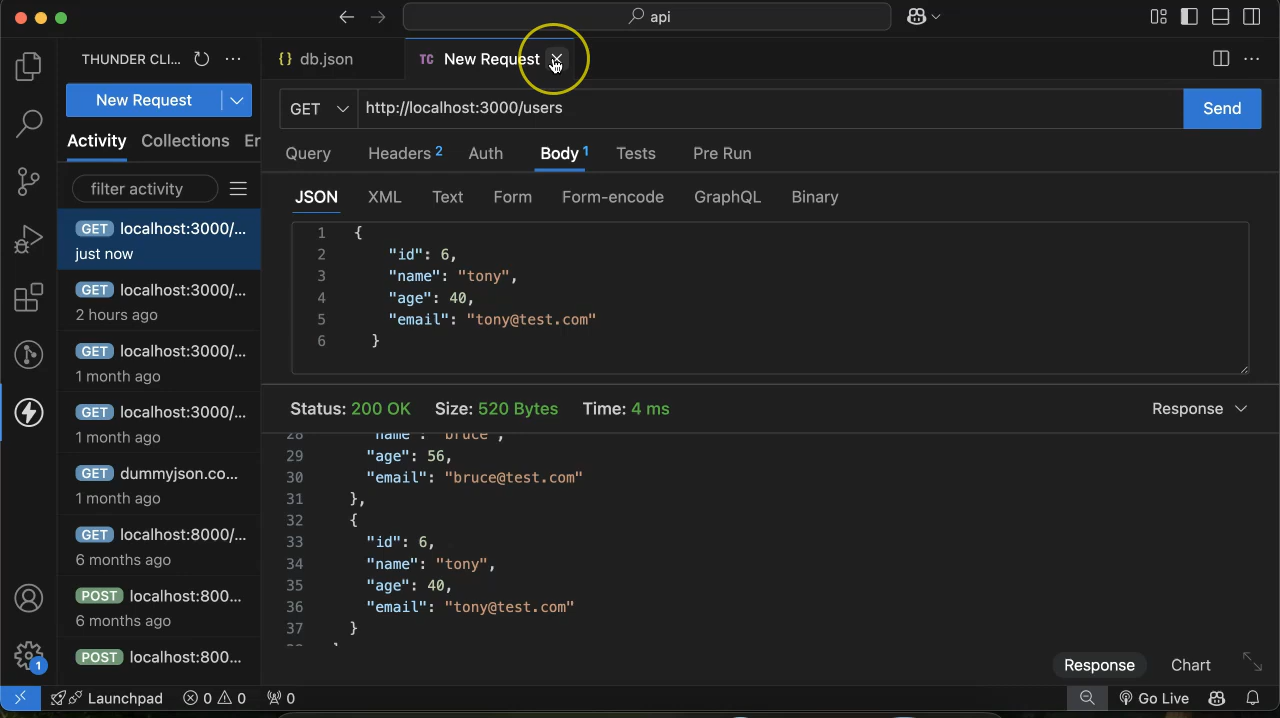 api
THUNDER CLI...
{} db.json
TC New Request
New Request
GET
http://localhost:3000/users
Send
Activity
Collections
Er
Query
Headers 2
Auth
Body 1
Tests
Pre Run
filter activity
JSON
XML
Text
Form
Form-encode
GraphQL
Binary
GET localhost:3000/...
just now
GET localhost:3000/...
2 hours ago
GET localhost:3000/...
1 month ago
GET localhost:3000/...
1 month ago
GET dummyjson.co...
1 month ago
GET localhost:8000/...
6 months ago
POST localhost:800...
6 months ago
POST localhost:800...
1 {
2 "id": 6,
3 "name": "tony",
4 "age": 40,
5 "email": "tony@test.com"
6 }
Status: 200 OK
Size: 520 Bytes
Time: 4 ms
Response
28 "name": "bruce",
29 "age": 56,
30 "email": "bruce@test.com"
31 },
32 {
33 "id": 6,
34 "name": "tony",
35 "age": 40,
36 "email": "tony@test.com"
37 }
Response
Chart
1
Launchpad
0
0
0
Go Live